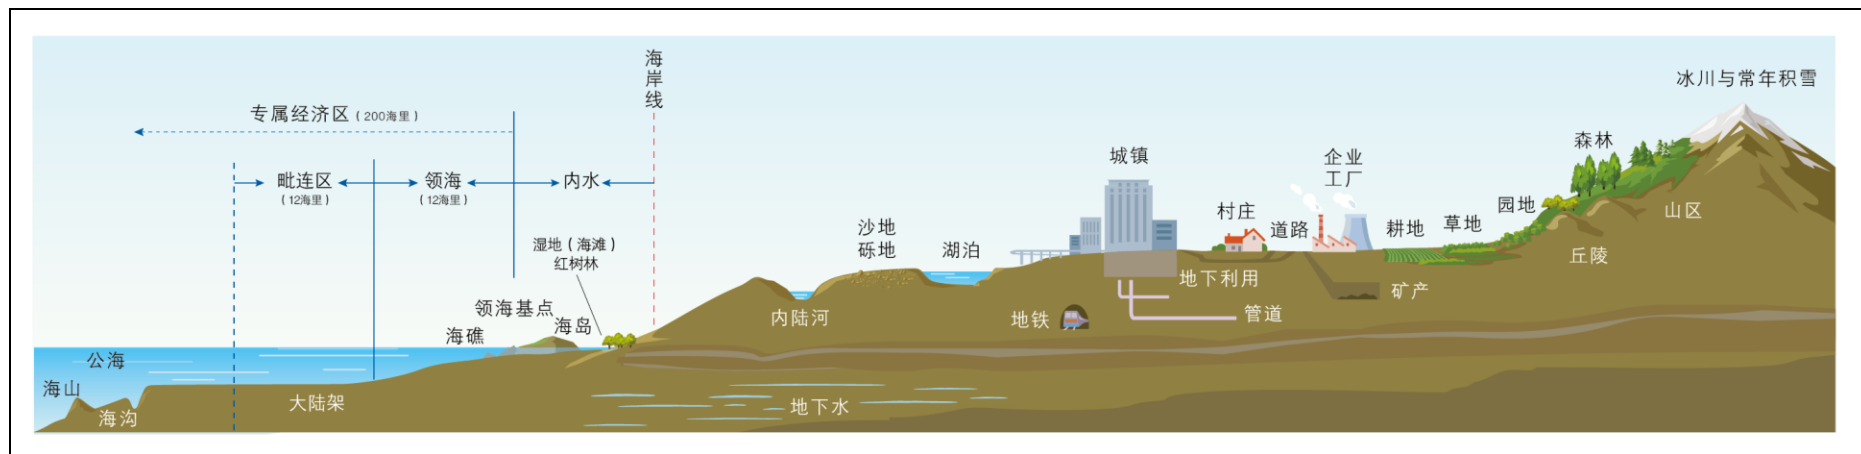 海岸线
冰川与常年积雪
专属经济区(200海里)
森林
城镇
企业
工厂
毗连区
(12海里)
领海
(12海里)
内水
村庄
园地
山区
沙地
砾地
湖泊
道路
耕地
草地
湿地(海滩)
红树林
丘陵
地下利用
矿产
领海基点
海岛
海礁
内陆河
地铁
管道
公海
海山
海沟
大陆架
地下水